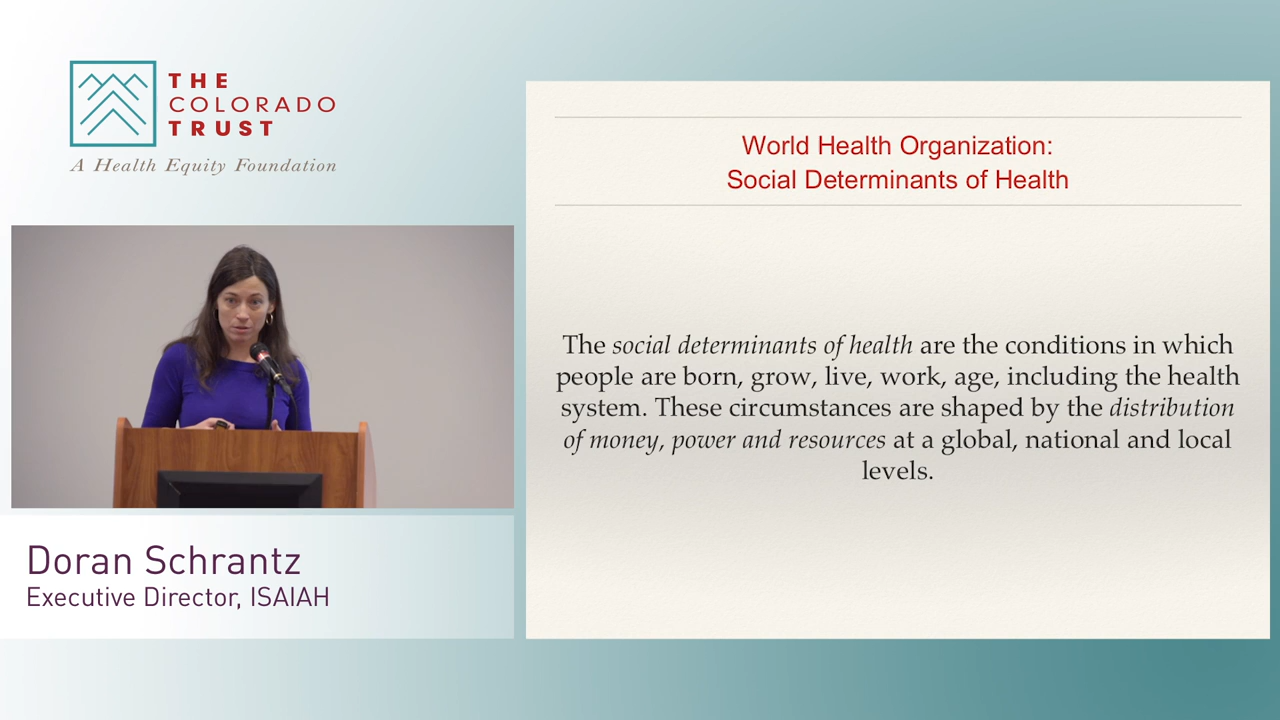 THE
COLORADO
TRUST
A Health Equity Foundation
World Health Organization:
Social Determinants of Health
The social determinants of health are the conditions in which
people are born, grow, live, work, age, including the health
system. These circumstances are shaped by the distribution
of money, power and resources at a global, national and local
levels.
Doran Schrantz
Executive Director, ISAIAH